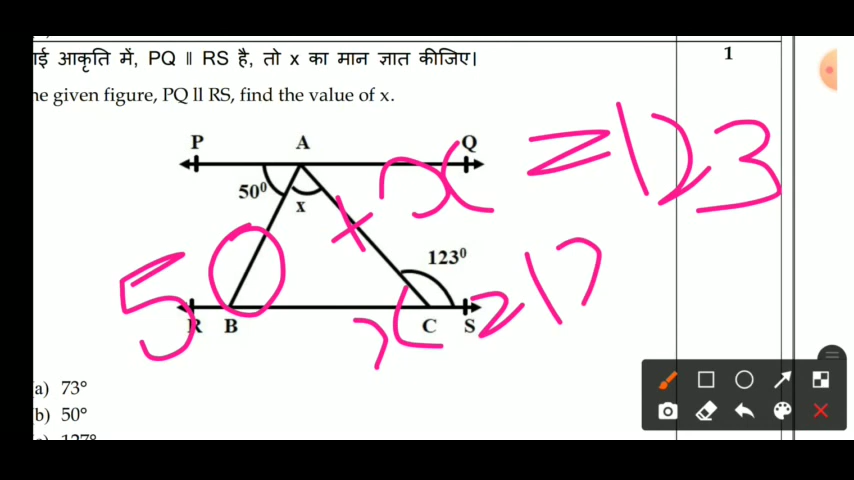 ाई आकृति में, PQ ॥ RS है, तो x का मान ज्ञात कीजिए।
1
he given figure, PQ ll RS, find the value of x.
P A Q
50⁰ x
123⁰
R B C S
50 + x = 123
x =
a) 73°
b) 50°
127°